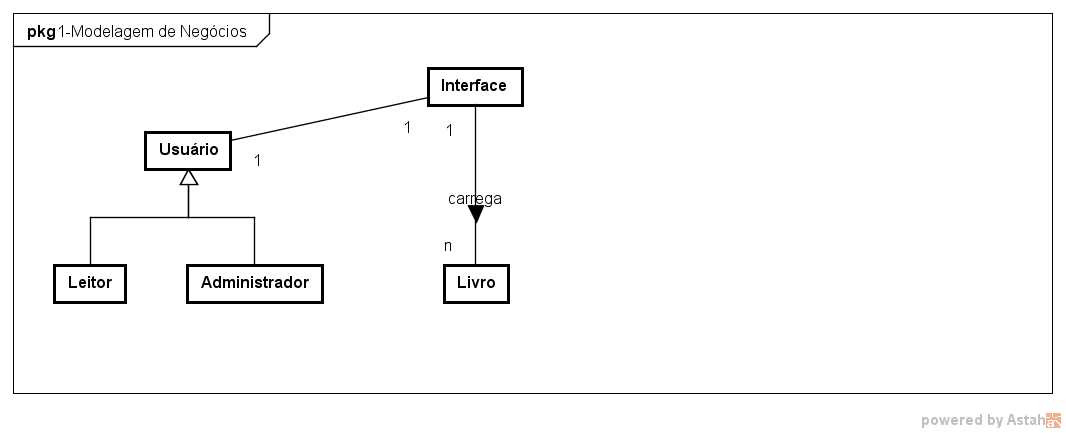 pkg 1-Modelagem de Negócios
Interface
1
1
Usuário
1
carrega
n
Leitor
Administrador
Livro
powered by Astah